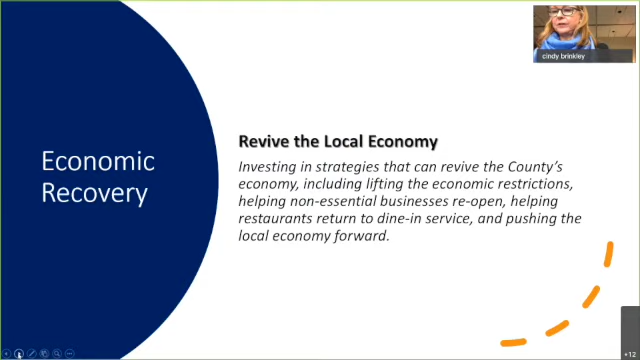 cindy brinkley
Economic
Recovery
Revive the Local Economy
Investing in strategies that can revive the County's
economy, including lifting the economic restrictions,
helping non-essential businesses re-open, helping
restaurants return to dine-in service, and pushing the
local economy forward.
+12